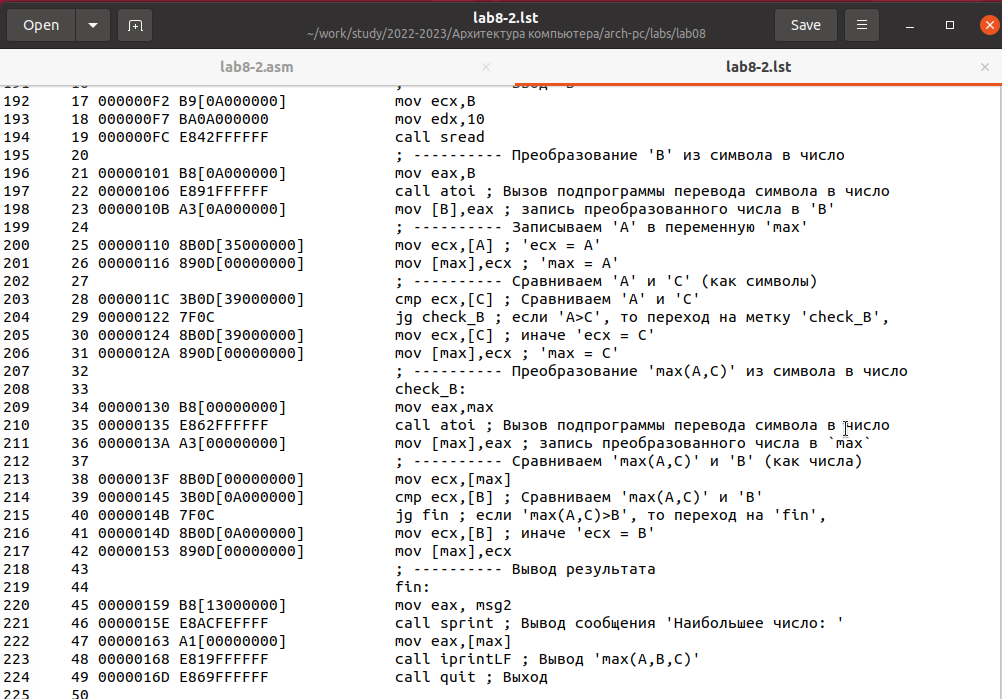 Open
lab8-2.lst
~/work/study/2022-2023/Архитектура компьютера/arch-pc/labs/lab08
Save
lab8-2.asm
lab8-2.lst
192 17 000000F2 B9[0A000000] mov ecx,B
193 18 000000F7 BA0A000000 mov edx,10
194 19 000000FC E842FFFFFF call sread
195 20 ; ---------- Преобразование 'B' из символа в число
196 21 00000101 B8[0A000000] mov eax,B
197 22 00000106 E891FFFFFF call atoi ; Вызов подпрограммы перевода символа в число
198 23 0000010B A3[0A000000] mov [B],eax ; запись преобразованного числа в 'B'
199 24 ; ---------- Записываем 'A' в переменную 'max'
200 25 00000110 8B0D[35000000] mov ecx,[A] ; 'ecx = A'
201 26 00000116 890D[00000000] mov [max],ecx ; 'max = A'
202 27 ; ---------- Сравниваем 'A' и 'С' (как символы)
203 28 0000011C 3B0D[39000000] cmp ecx,[C] ; Сравниваем 'A' и 'С'
204 29 00000122 7F0C jg check_B ; если 'A>C', то переход на метку 'check_B',
205 30 00000124 8B0D[39000000] mov ecx,[C] ; иначе 'ecx = C'
206 31 0000012A 890D[00000000] mov [max],ecx ; 'max = C'
207 32 ; ---------- Преобразование 'max(A,C)' из символа в число
208 33 check_B:
209 34 00000130 B8[00000000] mov eax,max
210 35 00000135 E862FFFFFF call atoi ; Вызов подпрограммы перевода символа в число
211 36 0000013A A3[00000000] mov [max],eax ; запись преобразованного числа в `max`
212 37 ; ---------- Сравниваем 'max(A,C)' и 'B' (как числа)
213 38 0000013F 8B0D[00000000] mov ecx,[max]
214 39 00000145 3B0D[0A000000] cmp ecx,[B] ; Сравниваем 'max(A,C)' и 'B'
215 40 0000014B 7F0C jg fin ; если 'max(A,C)>B', то переход на 'fin',
216 41 0000014D 8B0D[0A000000] mov ecx,[B] ; иначе 'ecx = B'
217 42 00000153 890D[00000000] mov [max],ecx
218 43 ; ---------- Вывод результата
219 44 fin:
220 45 00000159 B8[13000000] mov eax, msg2
221 46 0000015E E8ACFEFFFF call sprint ; Вывод сообщения 'Наибольшее число: '
222 47 00000163 A1[00000000] mov eax,[max]
223 48 00000168 E819FFFFFF call iprintLF ; Вывод 'max(A,B,C)'
224 49 0000016D E869FFFFFF call quit ; Выход
225 50